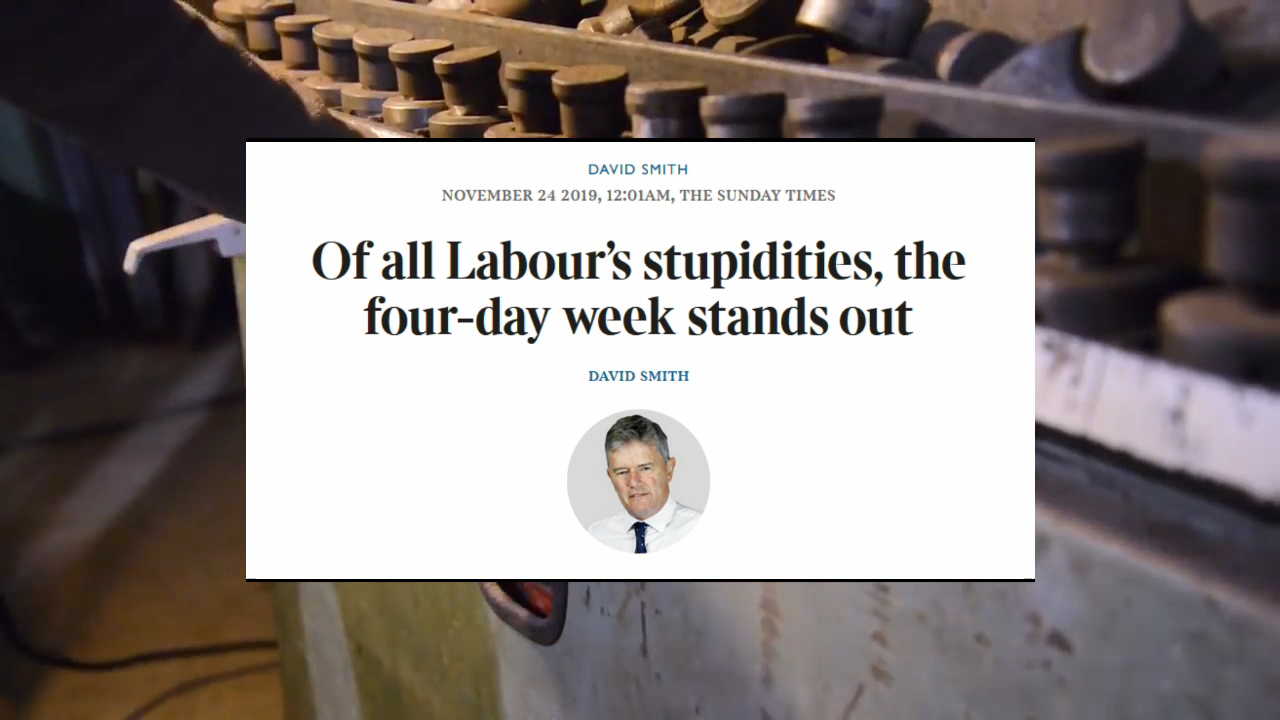 DAVID SMITH
NOVEMBER 24 2019, 12:01AM, THE SUNDAY TIMES
Of all Labour’s stupidities, the
four-day week stands out
DAVID SMITH